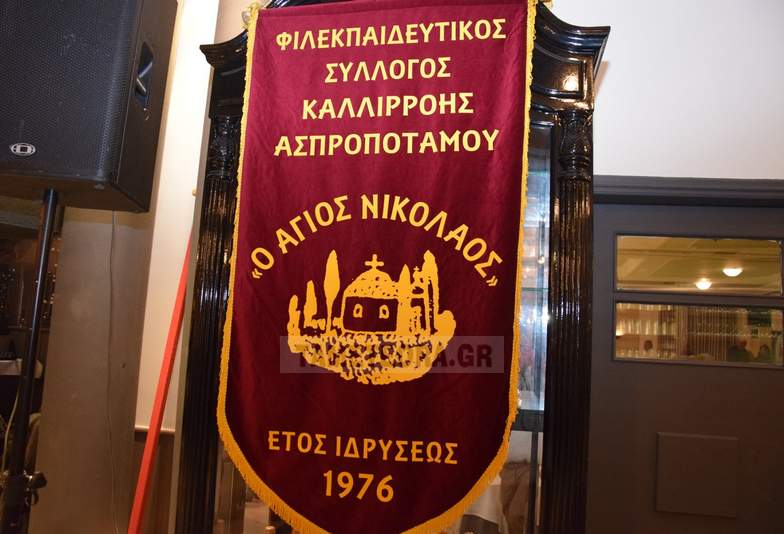 ΦΙΛΕΚΠΑΙΔΕΥΤΙΚΟΣ
ΣΥΛΛΟΓΟΣ
ΚΑΛΛΙΡΡΟΗΣ
ΑΣΠΡΟΠΟΤΑΜΟΥ
«Ο ΑΓΙΟΣ ΝΙΚΟΛΑΟΣ»
ΕΤΟΣ ΙΔΡΥΣΕΩΣ
1976